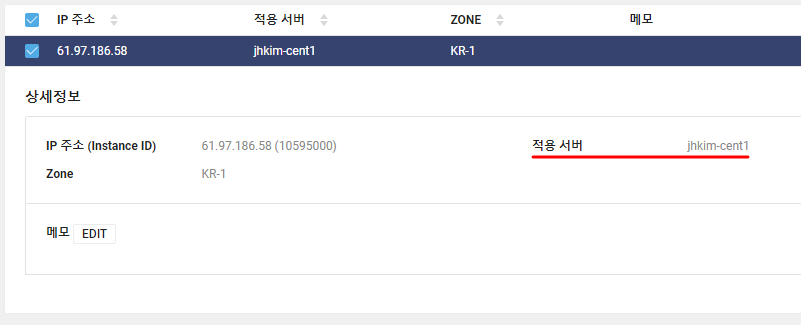 IP 주소 적용 서버 ZONE 메모
61.97.186.58 jhkim-cent1 KR-1
상세정보
IP 주소 (Instance ID) 61.97.186.58 (10595000) 적용 서버 jhkim-cent1
Zone KR-1
메모 EDIT